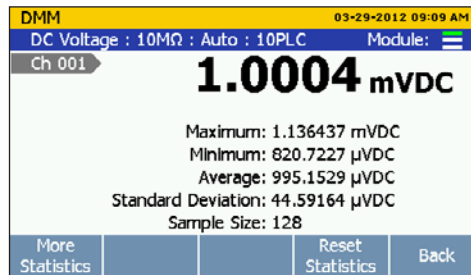 DMM 03-29-2012 09:09 AM
DC Voltage : 10MΩ : Auto : 10PLC Module:
Ch 001
1.0004 mVDC
Maximum: 1.136437 mVDC
Minimum: 820.7227 µVDC
Average: 995.1529 µVDC
Standard Deviation: 44.59164 µVDC
Sample Size: 128
More Statistics
Reset Statistics
Back